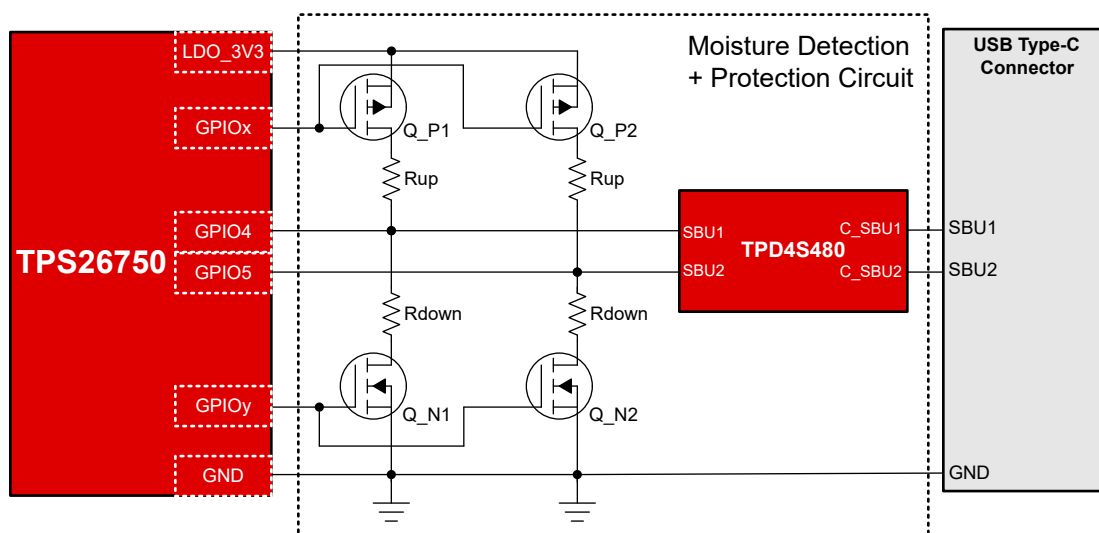 LDO_3V3
Moisture Detection
+ Protection Circuit
USB Type-C
Connector
GPIOx
Q_P1
Q_P2
Rup
Rup
GPIO4
SBU1
C_SBU1
SBU1
TPS26750
TPD4S480
GPIO5
SBU2
C_SBU2
SBU2
Rdown
Rdown
GPIOy
Q_N1
Q_N2
GND
GND